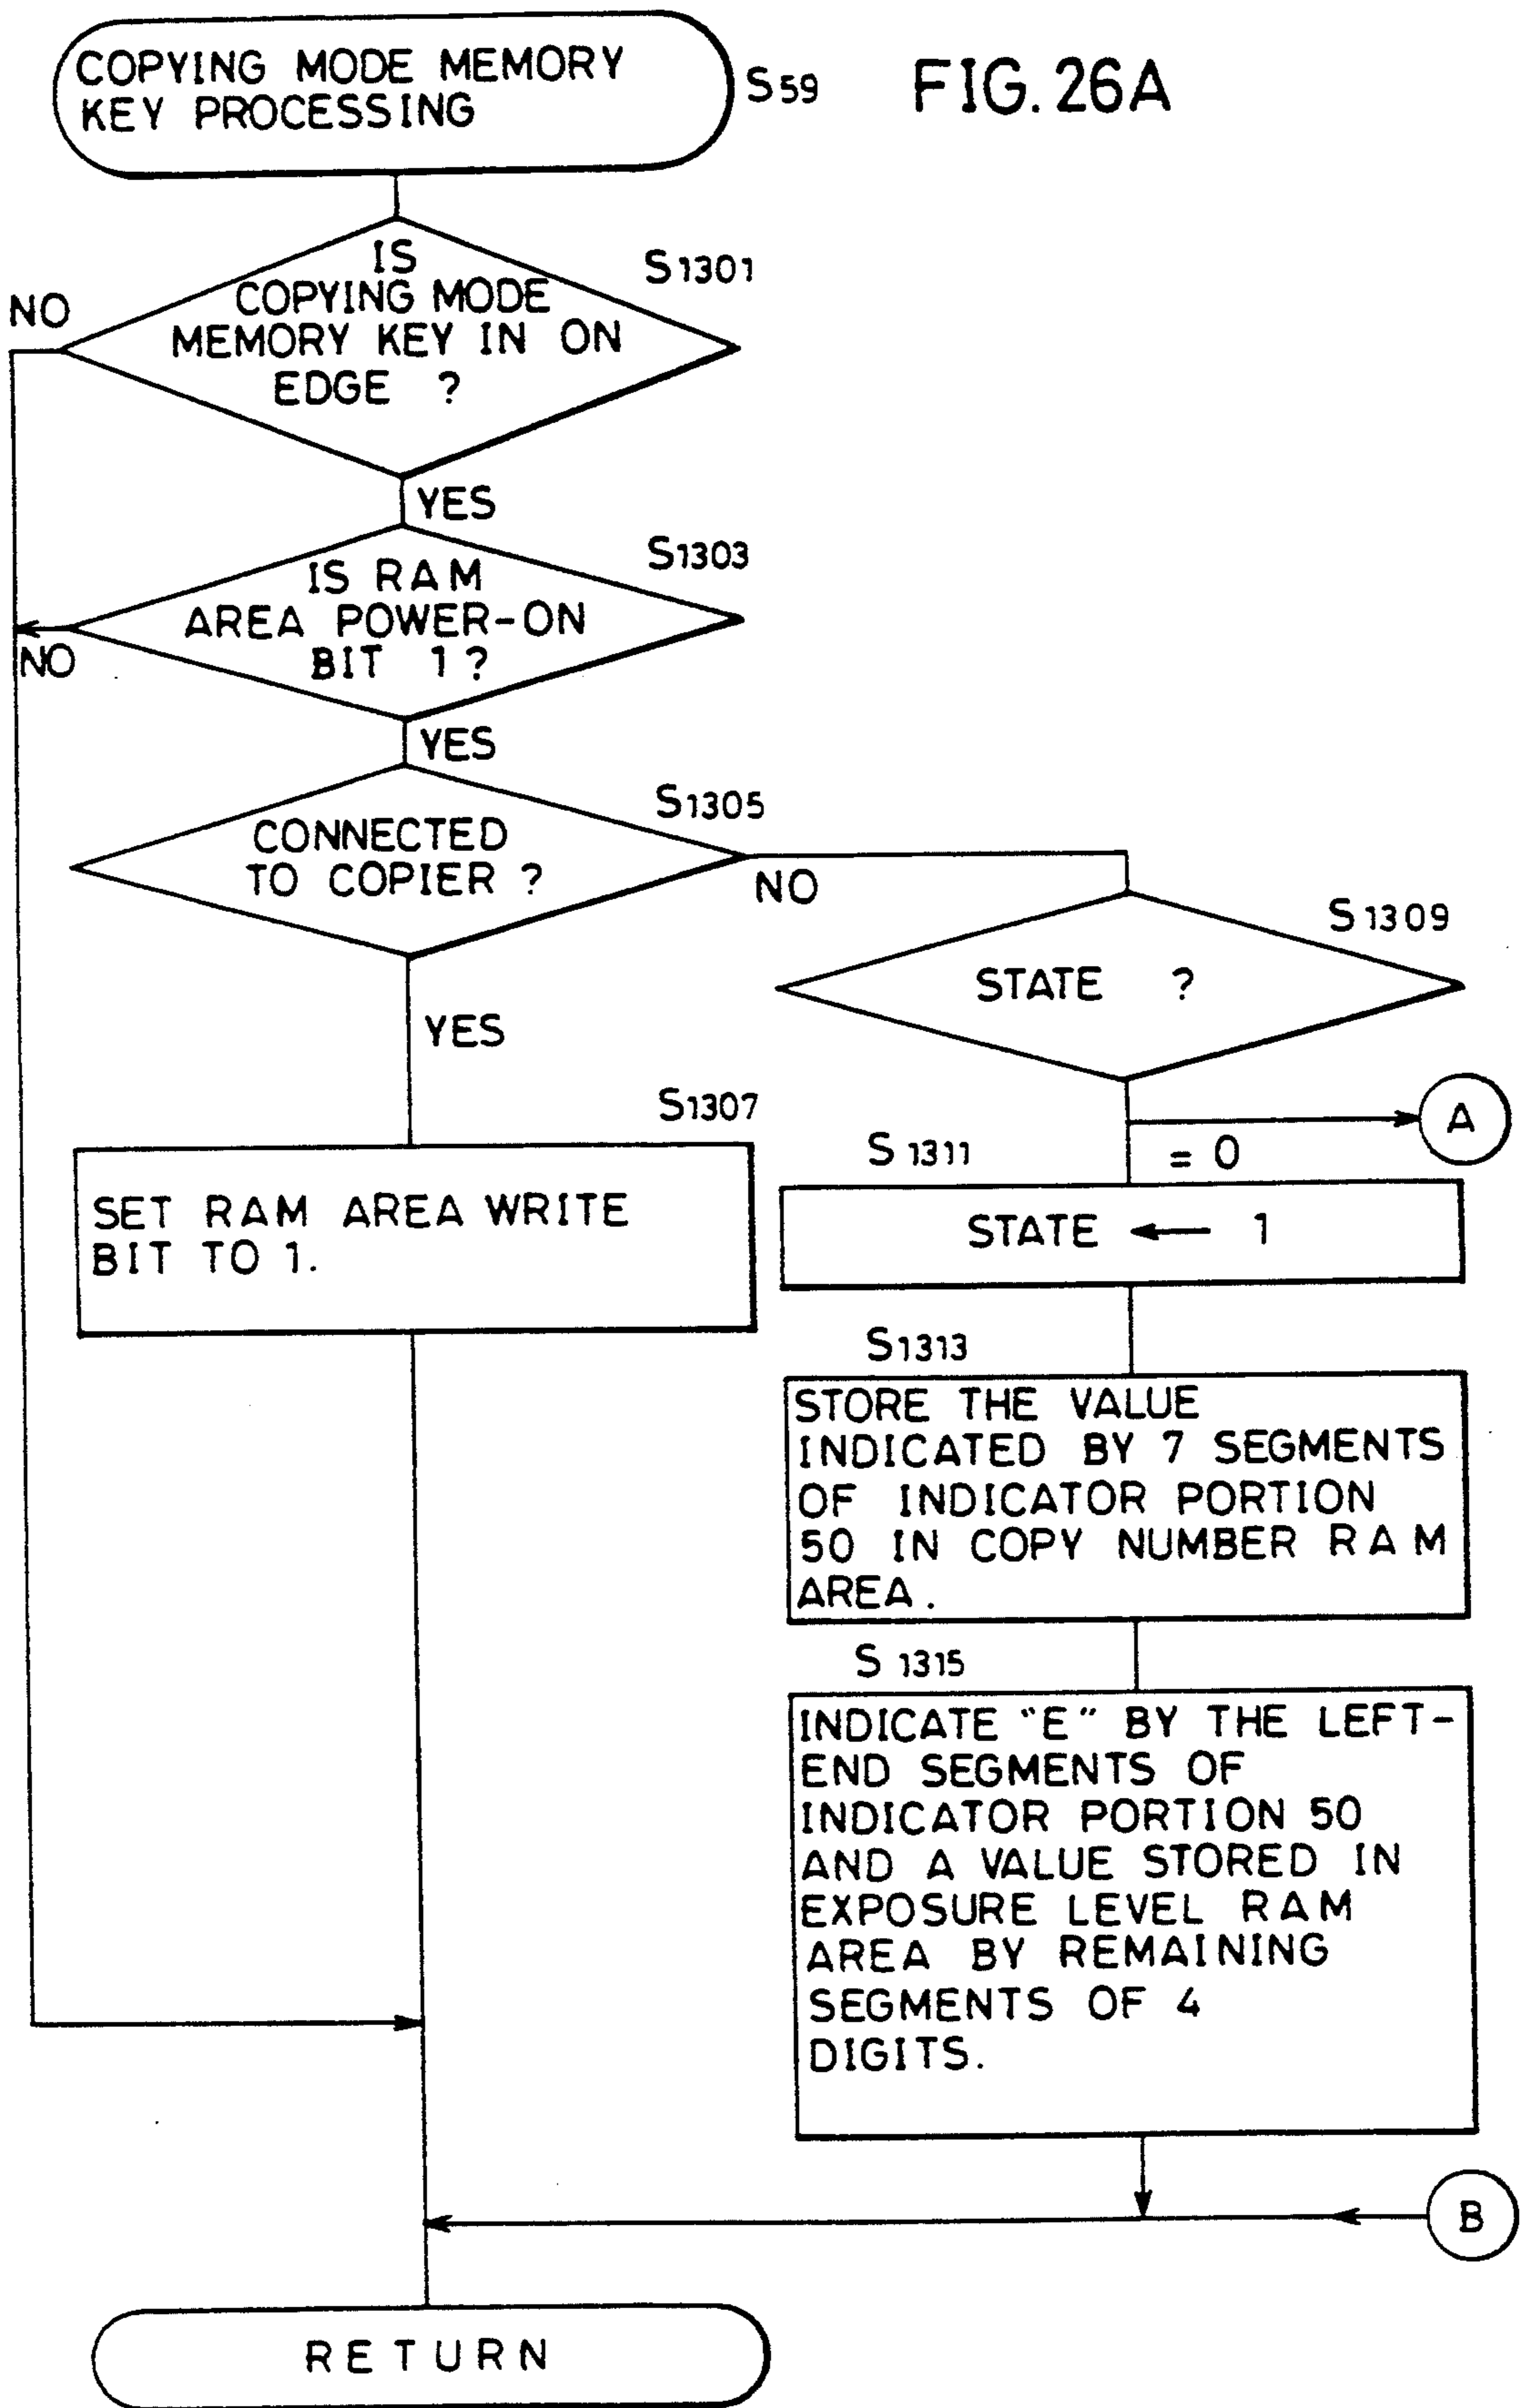 COPYING MODE MEMORY
KEY PROCESSING
S59
FIG. 26A
IS
COPYING MODE
MEMORY KEY IN ON
EDGE ?
S1301
NO
YES
IS RAM
AREA POWER-ON
BIT 1?
S1303
NO
YES
CONNECTED
TO COPIER ?
S1305
NO
YES
STATE ?
S1309
A
= 0
S1307
SET RAM AREA WRITE
BIT TO 1.
S1311
STATE ← 1
S1313
STORE THE VALUE
INDICATED BY 7 SEGMENTS
OF INDICATOR PORTION
50 IN COPY NUMBER RAM
AREA.
S1315
INDICATE "E" BY THE LEFT-
END SEGMENTS OF
INDICATOR PORTION 50
AND A VALUE STORED IN
EXPOSURE LEVEL RAM
AREA BY REMAINING
SEGMENTS OF 4
DIGITS.
B
RETURN